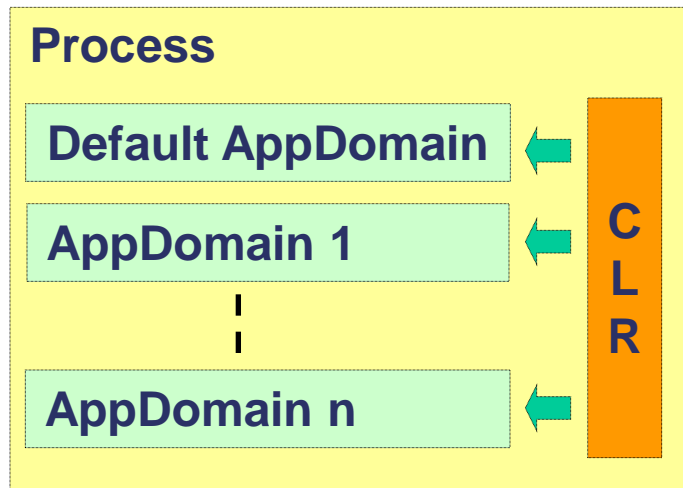 Process
Default AppDomain
AppDomain 1
AppDomain n
C
L
R